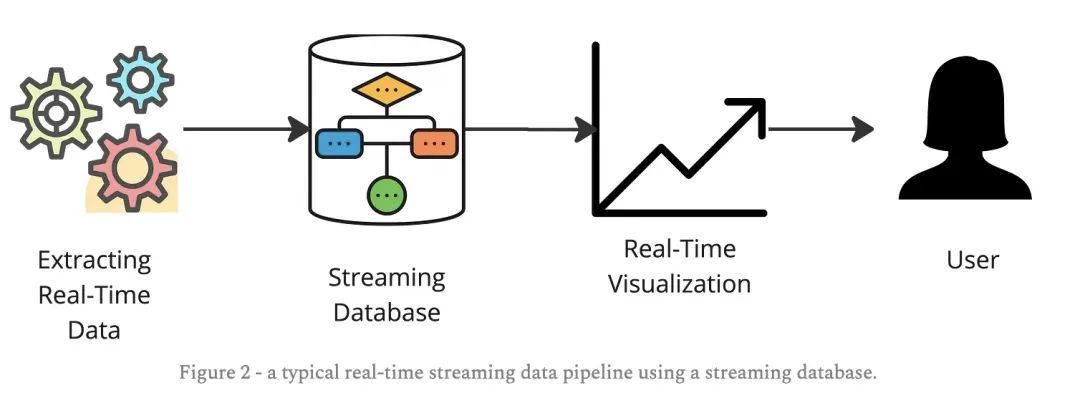 Extracting
Real-Time
Data
Streaming
Database
Real-Time
Visualization
User
Figure 2 - a typical real-time streaming data pipeline using a streaming database.